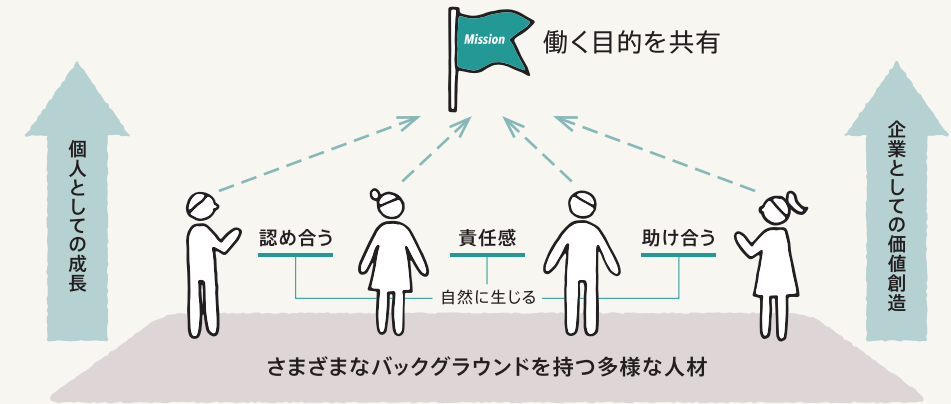 Mission
働く目的を共有
個人としての成長
企業としての価値創造
認め合う
責任感
助け合う
自然に生じる
さまざまなバックグラウンドを持つ多様な人材